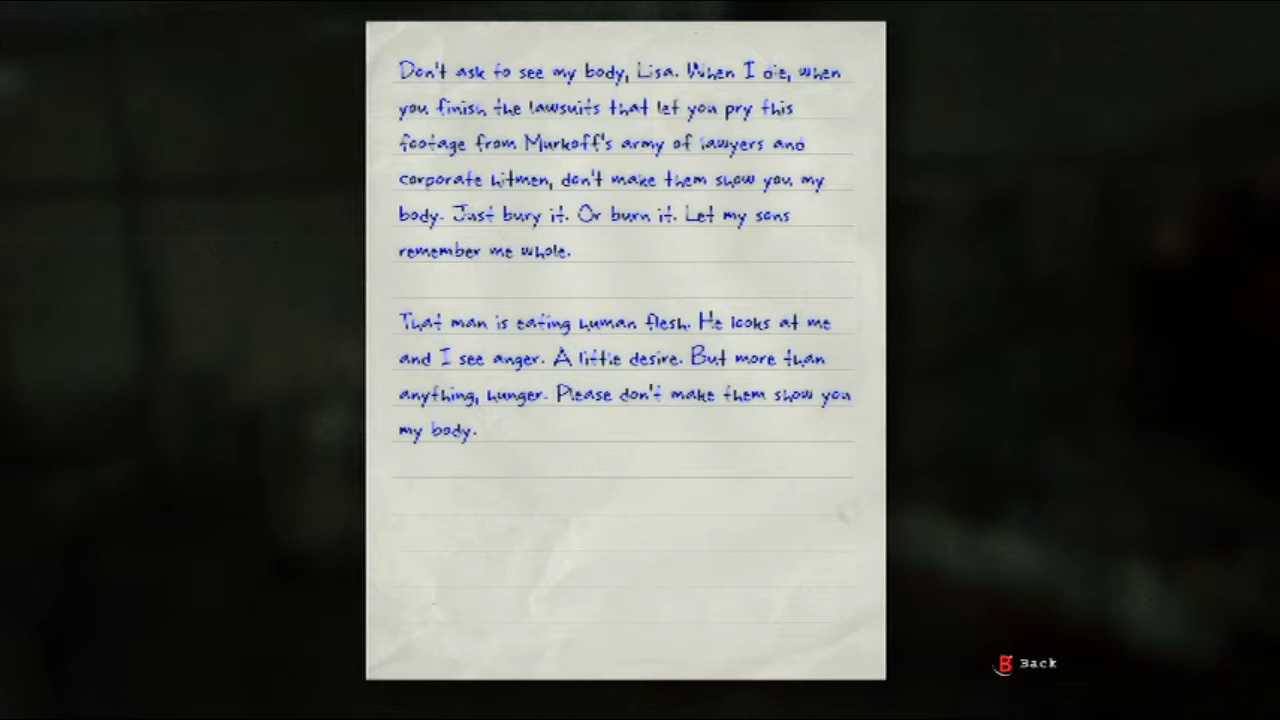 Don't ask to see my body, Lisa. When I die, when
you finish the lawsuits that let you pry this
footage from Murkoff's army of lawyers and
corporate hitmen, don't make them show you my
body. Just bury it. Or burn it. Let my sons
remember me whole.
That man is eating human flesh. He looks at me
and I see anger. A little desire. But more than
anything, hunger. Please don't make them show you
my body.
B Back